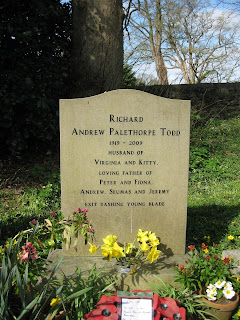 RICHARD
ANDREW PALETHORPE TODD
1919 - 2009
HUSBAND OF
VIRGINIA AND KITTY.
LOVING FATHER OF
PETER AND FIONA,
ANDREW, SEUMAS AND JEREMY
EXIT DASHING YOUNG BLADE